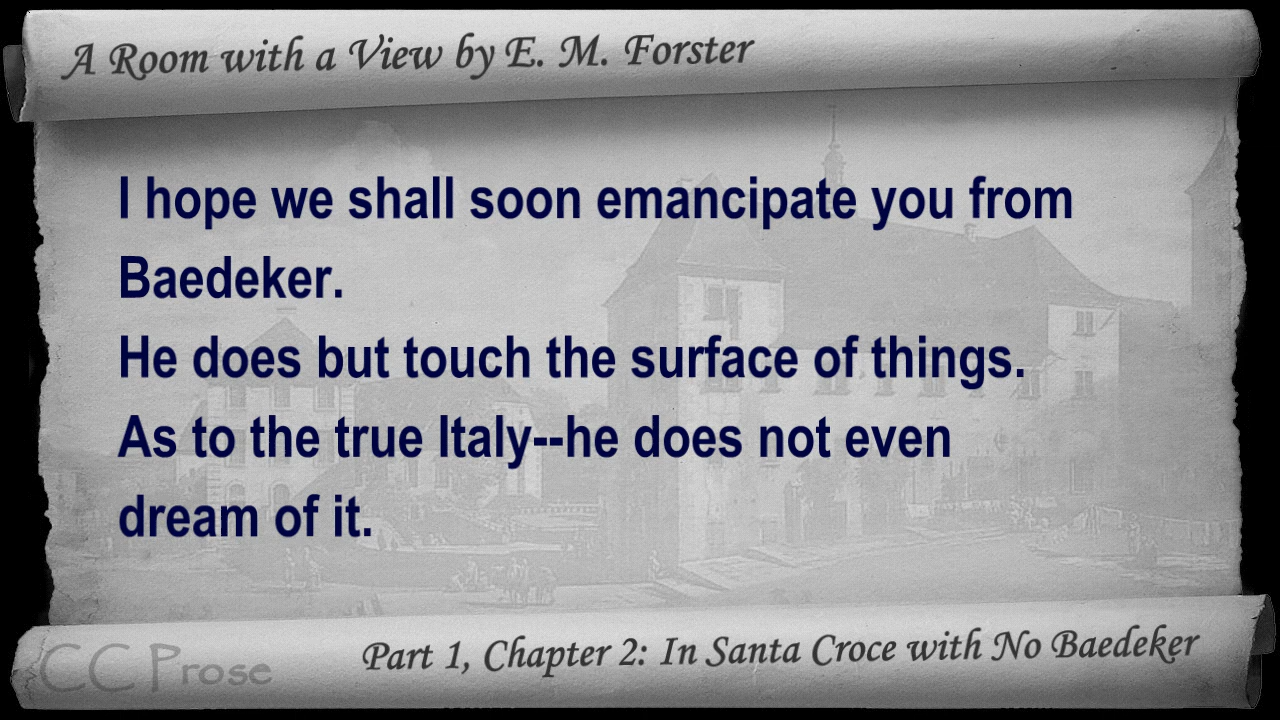 A Room with a View by E. M. Forster
I hope we shall soon emancipate you from
Baedeker.
He does but touch the surface of things.
As to the true Italy--he does not even
dream of it.
CC Prose
Part 1, Chapter 2: In Santa Croce with No Baedeker